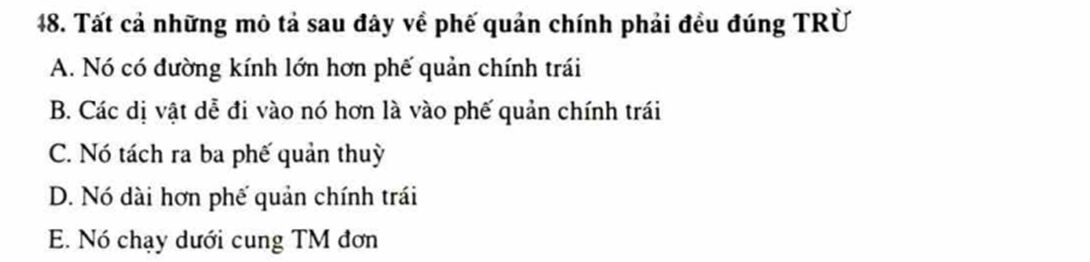 48. Tất cả những mô tả sau đây về phế quản chính phải đều đúng TRỪ
A. Nó có đường kính lớn hơn phế quản chính trái
B. Các dị vật dễ đi vào nó hơn là vào phế quản chính trái
C. Nó tách ra ba phế quản thuỳ
D. Nó dài hơn phế quản chính trái
E. Nó chạy dưới cung TM đơn